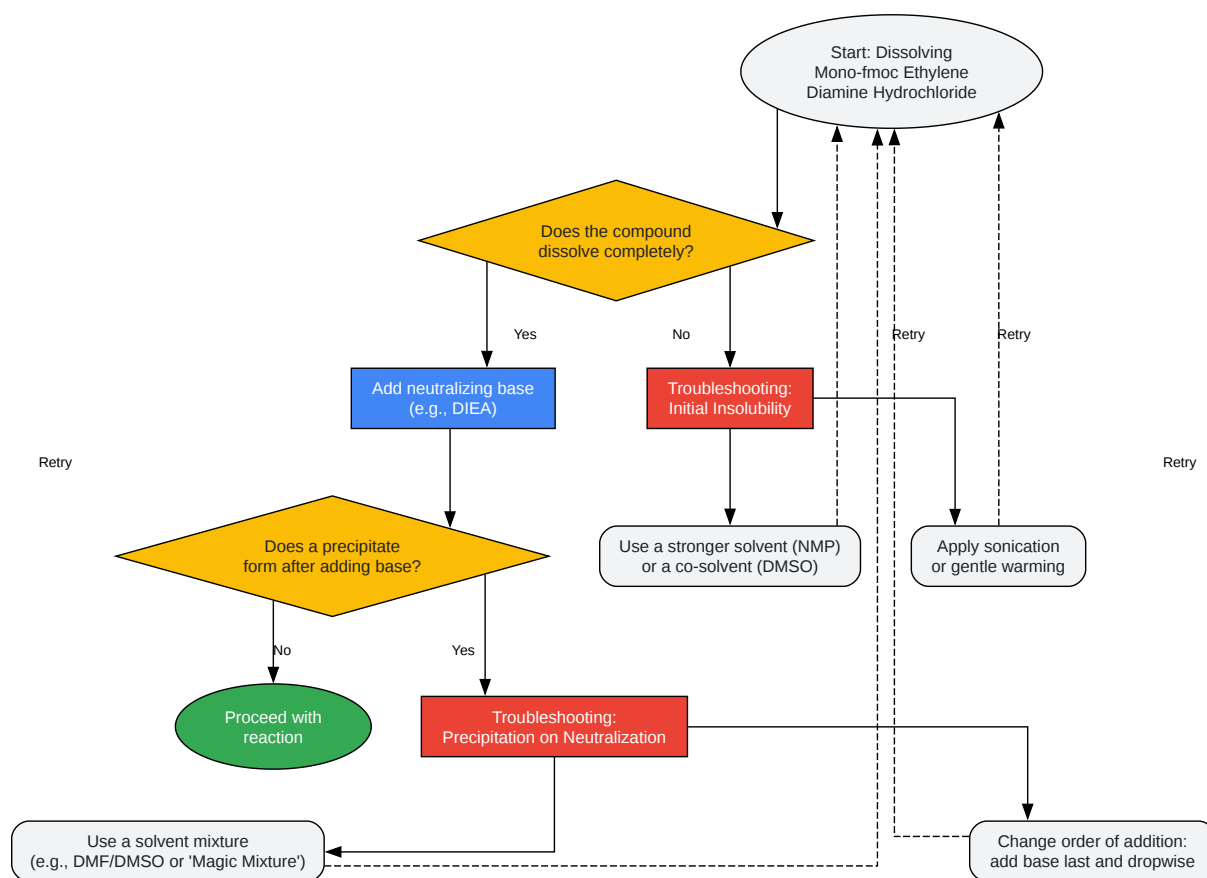 Start: Dissolving
Mono-fmoc Ethylene
Diamine Hydrochloride
Does the compound
dissolve completely?
Yes
No
Retry
Retry
Add neutralizing base
(e.g., DIEA)
Troubleshooting:
Initial Insolubility
Retry
Retry
Does a precipitate
form after adding base?
Use a stronger solvent (NMP)
or a co-solvent (DMSO)
Apply sonication
or gentle warming
No
Yes
Proceed with
reaction
Troubleshooting:
Precipitation on Neutralization
Use a solvent mixture
(e.g., DMF/DMSO or 'Magic Mixture')
Change order of addition:
add base last and dropwise